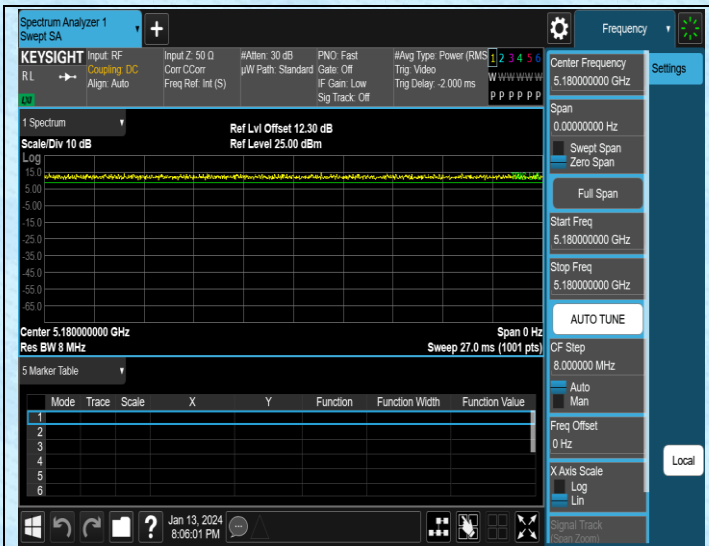 Spectrum Analyzer 1
Swept SA
+
Frequency
KEYSIGHT
RL
Input: RF
Coupling: DC
Align: Auto
Input Z: 50 Ω
Corr CCorr
Freq Ref: Int (S)
#Atten: 30 dB
µW Path: Standard
PNO: Fast
Gate: Off
IF Gain: Low
Sig Track: Off
#Avg Type: Power (RMS
Trig: Video
Trig Delay: -2.000 ms
1 2 3 4 5 6
W W W W W W
P P P P P P
1 Spectrum
Scale/Div 10 dB
Ref Lvl Offset 12.30 dB
Ref Level 25.00 dBm
Log
15.0
5.00
-5.00
-15.0
-25.0
-35.0
-45.0
-55.0
-65.0
Center 5.180000000 GHz
Res BW 8 MHz
Span 0 Hz
Sweep 27.0 ms (1001 pts)
5 Marker Table
Mode Trace Scale X Y Function Function Width Function Value
1
2
3
4
5
6
Jan 13, 2024
8:06:01 PM
Center Frequency
5.180000000 GHz
Span
0.00000000 Hz
Swept Span
Zero Span
Full Span
Start Freq
5.180000000 GHz
Stop Freq
5.180000000 GHz
AUTO TUNE
CF Step
8.000000 MHz
Auto
Man
Freq Offset
0 Hz
X Axis Scale
Log
Lin
Signal Track
(Span Zoom)
Settings
Local